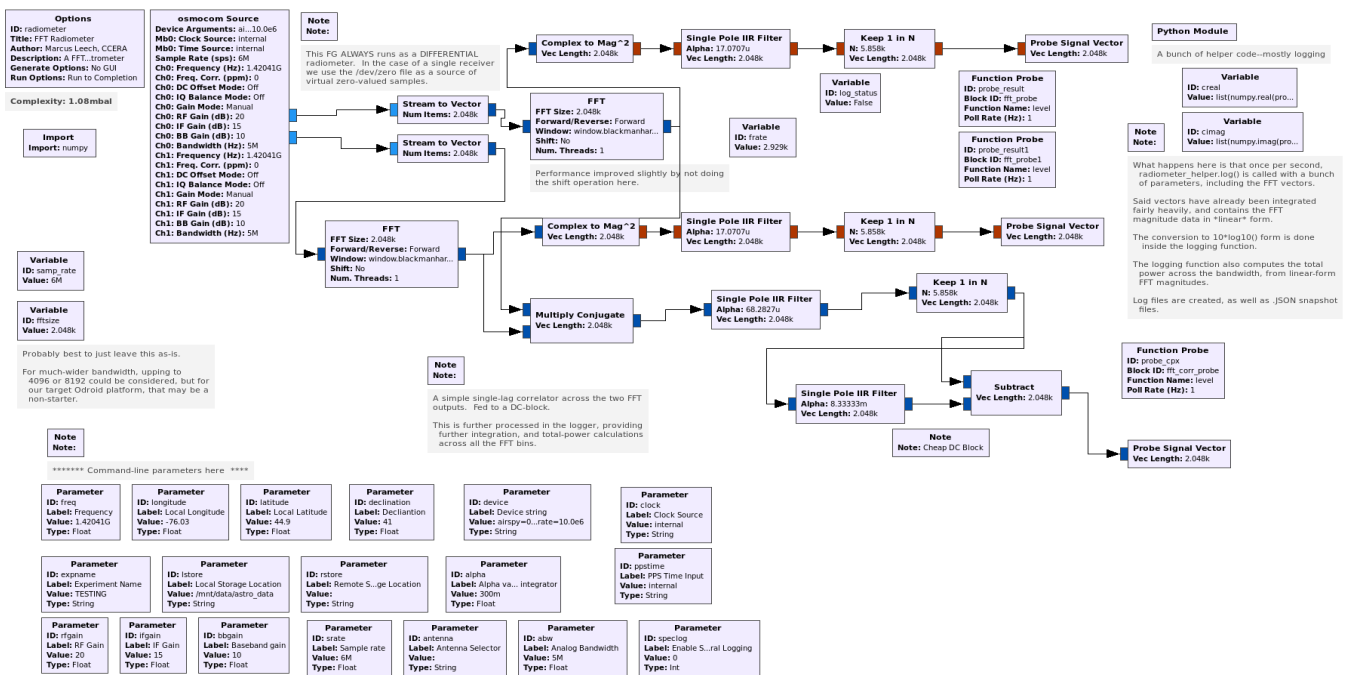 Options
ID: radiometer
Title: FFT Radiometer
Author: Marcus Leech, CCERA
Description: A FFT...trometer
Generate Options: No GUI
Run Options: Run to Completion
Complexity: 1.08mbal
Import
Import: numpy
osmocom Source
Device Arguments: ai...10.0e6
Mb0: Clock Source: internal
Mb0: Time Source: internal
Sample Rate (sps): 6M
Ch0: Frequency (Hz): 1.42041G
Ch0: Freq. Corr. (ppm): 0
Ch0: DC Offset Mode: Off
Ch0: IQ Balance Mode: Off
Ch0: Gain Mode: Manual
Ch0: RF Gain (dB): 20
Ch0: IF Gain (dB): 15
Ch0: BB Gain (dB): 10
Ch0: Bandwidth (Hz): 5M
Ch1: Frequency (Hz): 1.42041G
Ch1: Freq. Corr. (ppm): 0
Ch1: DC Offset Mode: Off
Ch1: IQ Balance Mode: Off
Ch1: Gain Mode: Manual
Ch1: RF Gain (dB): 20
Ch1: IF Gain (dB): 15
Ch1: BB Gain (dB): 10
Ch1: Bandwidth (Hz): 5M
Note
Note:
This FG ALWAYS runs as a DIFFERENTIAL
radiometer. In the case of a single receiver
we use the /dev/zero file as a source of
virtual zero-valued samples.
Stream to Vector
Num Items: 2.048k
Stream to Vector
Num Items: 2.048k
Complex to Mag^2
Vec Length: 2.048k
Single Pole IIR Filter
Alpha: 17.0707u
Vec Length: 2.048k
Keep 1 in N
N: 5.858k
Vec Length: 2.048k
Probe Signal Vector
Vec Length: 2.048k
FFT
FFT Size: 2.048k
Forward/Reverse: Forward
Window: window.blackmanhar...
Shift: No
Num. Threads: 1
Performance improved slightly by not doing
the shift operation here.
Variable
ID: frate
Value: 2.929k
Variable
ID: log_status
Value: False
Function Probe
ID: probe_result
Block ID: fft_probe
Function Name: level
Poll Rate (Hz): 1
Function Probe
ID: probe_result1
Block ID: fft_probe1
Function Name: level
Poll Rate (Hz): 1
Python Module
A bunch of helper code--mostly logging
Variable
ID: creal
Value: list(numpy.real(pro...
Variable
ID: cimag
Value: list(numpy.imag(pro...
Note
Note:
What happens here is that once per second,
radiometer_helper.log() is called with a bunch
of parameters, including the FFT vectors.
Said vectors have already been integrated
fairly heavily, and contains the FFT
magnitude data in *linear* form.
The conversion to 10*log10() form is done
inside the logging function.
The logging function also computes the total
power across the bandwidth, from linear-form
FFT magnitudes.
Log files are created, as well as .JSON snapshot
files.
FFT
FFT Size: 2.048k
Forward/Reverse: Forward
Window: window.blackmanhar...
Shift: No
Num. Threads: 1
Complex to Mag^2
Vec Length: 2.048k
Single Pole IIR Filter
Alpha: 17.0707u
Vec Length: 2.048k
Keep 1 in N
N: 5.858k
Vec Length: 2.048k
Probe Signal Vector
Vec Length: 2.048k
Variable
ID: samp_rate
Value: 6M
Variable
ID: fftsize
Value: 2.048k
Probably best to just leave this as-is.
For much-wider bandwidth, upping to
4096 or 8192 could be considered, but for
our target Odroid platform, that may be a
non-starter.
Multiply Conjugate
Vec Length: 2.048k
Single Pole IIR Filter
Alpha: 68.2827u
Vec Length: 2.048k
Keep 1 in N
N: 5.858k
Vec Length: 2.048k
Note
Note:
A simple single-lag correlator across the two FFT
outputs. Fed to a DC-block.
This is further processed in the logger, providing
further integration, and total-power calculations
across all the FFT bins.
Single Pole IIR Filter
Alpha: 8.33333m
Vec Length: 2.048k
Subtract
Vec Length: 2.048k
Note
Note: Cheap DC Block
Function Probe
ID: probe_cpx
Block ID: fft_corr_probe
Function Name: level
Poll Rate (Hz): 1
Probe Signal Vector
Vec Length: 2.048k
Note
Note:
******* Command-line parameters here ****
Parameter
ID: freq
Label: Frequency
Value: 1.42041G
Type: Float
Parameter
ID: longitude
Label: Local Longitude
Value: -76.03
Type: Float
Parameter
ID: latitude
Label: Local Latitude
Value: 44.9
Type: Float
Parameter
ID: declination
Label: Decliantion
Value: 41
Type: Float
Parameter
ID: device
Label: Device string
Value: airspy=0...rate=10.0e6
Type: String
Parameter
ID: clock
Label: Clock Source
Value: internal
Type: String
Parameter
ID: expname
Label: Experiment Name
Value: TESTING
Type: String
Parameter
ID: lstore
Label: Local Storage Location
Value: /mnt/data/astro_data
Type: String
Parameter
ID: rstore
Label: Remote S...ge Location
Value:
Type: String
Parameter
ID: alpha
Label: Alpha va... integrator
Value: 300m
Type: Float
Parameter
ID: ppstime
Label: PPS Time Input
Value: internal
Type: String
Parameter
ID: rfgain
Label: RF Gain
Value: 20
Type: Float
Parameter
ID: ifgain
Label: IF Gain
Value: 15
Type: Float
Parameter
ID: bbgain
Label: Baseband gain
Value: 10
Type: Float
Parameter
ID: srate
Label: Sample rate
Value: 6M
Type: Float
Parameter
ID: antenna
Label: Antenna Selector
Value:
Type: String
Parameter
ID: abw
Label: Analog Bandwidth
Value: 5M
Type: Float
Parameter
ID: speclog
Label: Enable S...ral Logging
Value: 0
Type: Int